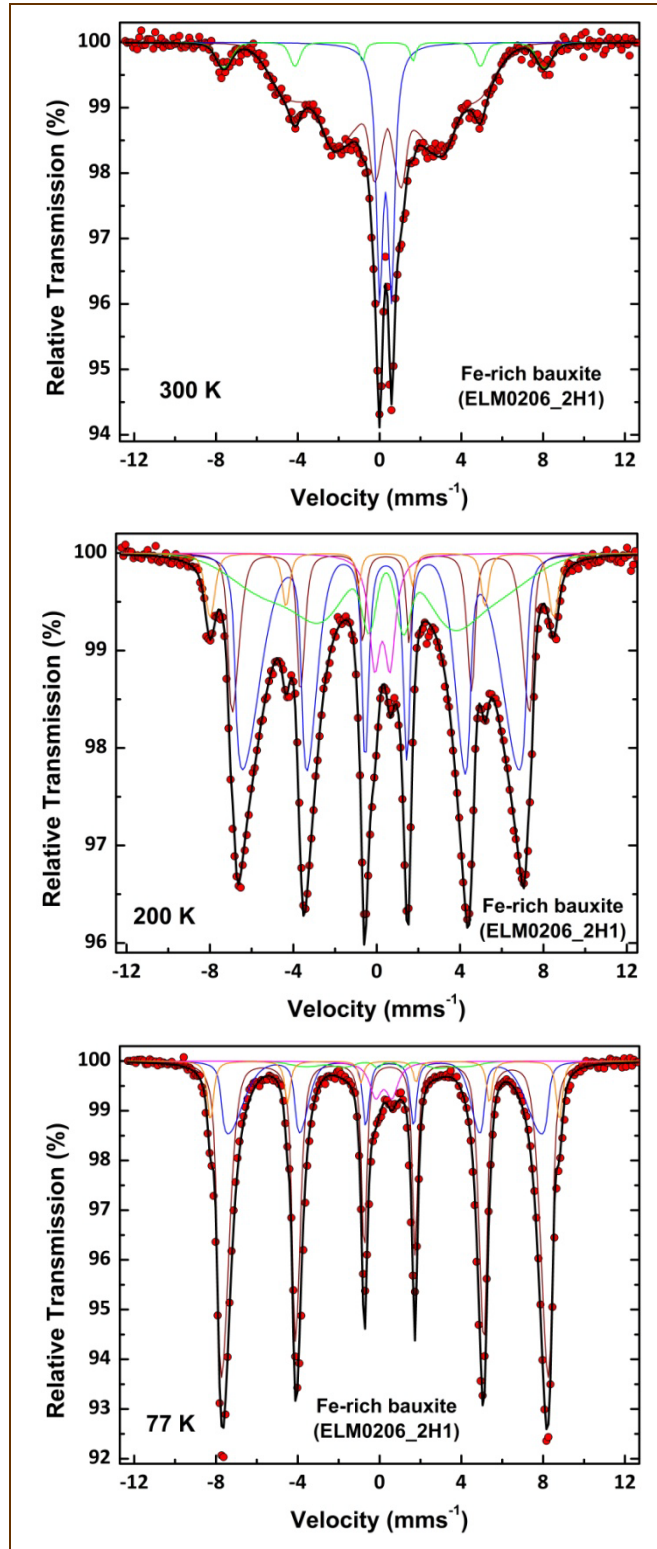 100
99
98
97
96
95
94
Relative Transmission (%)
300 K
Fe-rich bauxite
(ELM0206_2H1)
-12 -8 -4 0 4 8 12
Velocity (mms⁻¹)
100
99
98
97
96
Relative Transmission (%)
200 K
Fe-rich bauxite
(ELM0206_2H1)
-12 -8 -4 0 4 8 12
Velocity (mms⁻¹)
100
99
98
97
96
95
94
93
92
Relative Transmission (%)
77 K
Fe-rich bauxite
(ELM0206_2H1)
-12 -8 -4 0 4 8 12
Velocity (mms⁻¹)